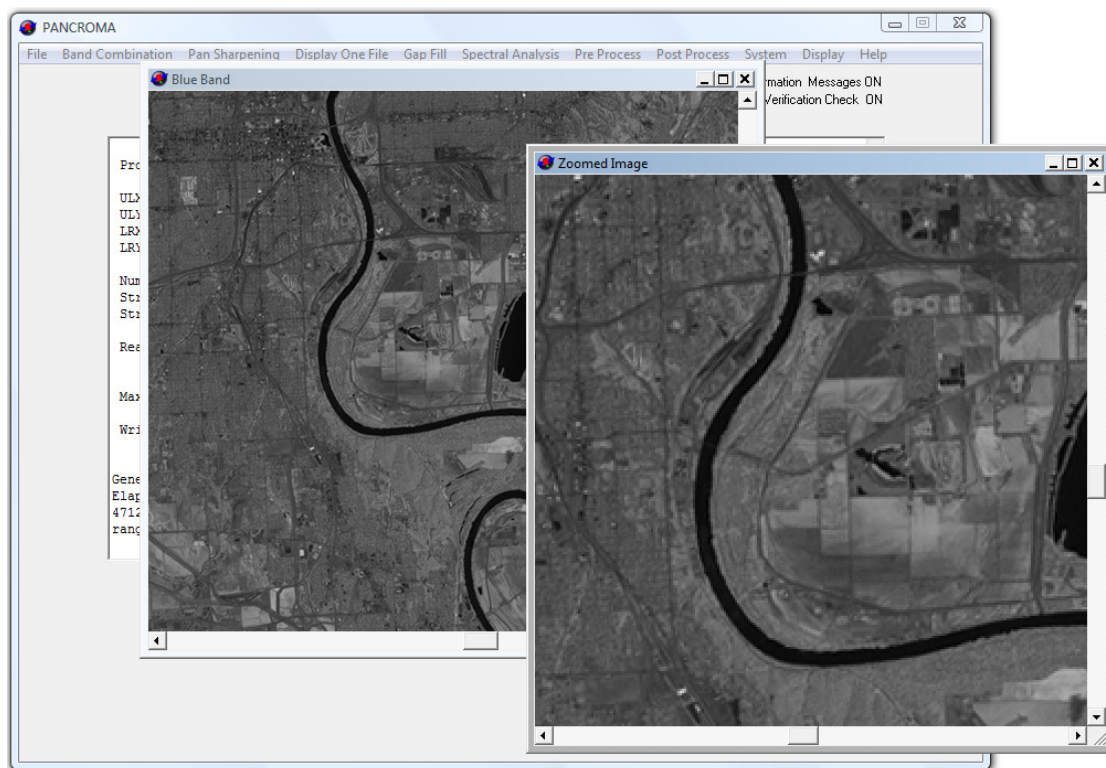 PANCROMA
File Band Combination Pan Sharpening Display One File Gap Fill Spectral Analysis Pre Process Post Process System Display Help
Blue Band
rmation Messages ON
Verification Check ON
Zoomed Image
Pro
ULX
ULY
LRX
LRY
Num
Str
Str
Rea
Max
Wri
Gene
Elap
4712
rang